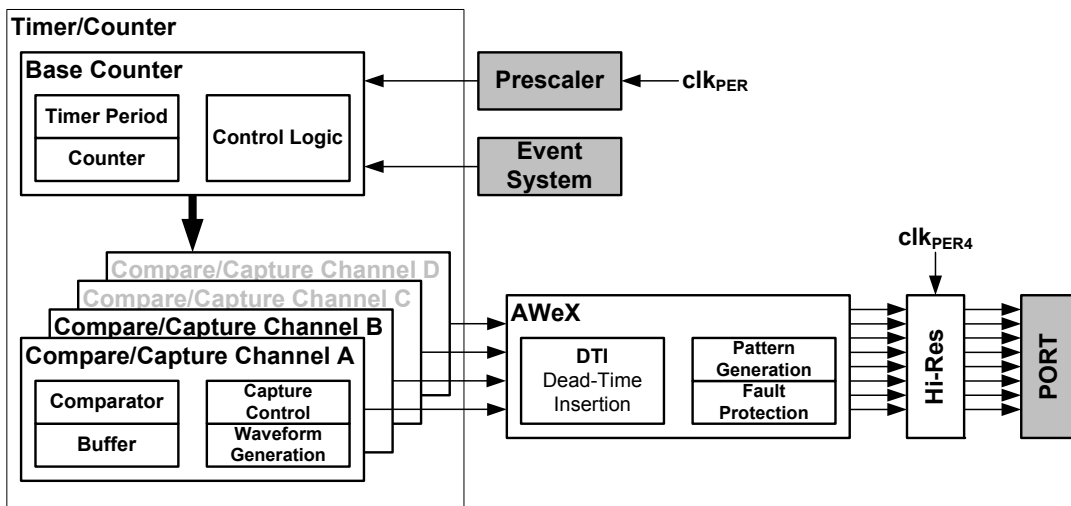 Timer/Counter
Base Counter
Timer Period
Counter
Control Logic
Prescaler
clkPER
Event
System
Compare/Capture Channel D
Compare/Capture Channel C
Compare/Capture Channel B
Compare/Capture Channel A
Comparator
Buffer
Capture
Control
Waveform
Generation
AWeX
DTI
Dead-Time
Insertion
Pattern
Generation
Fault
Protection
clkPER4
Hi-Res
PORT